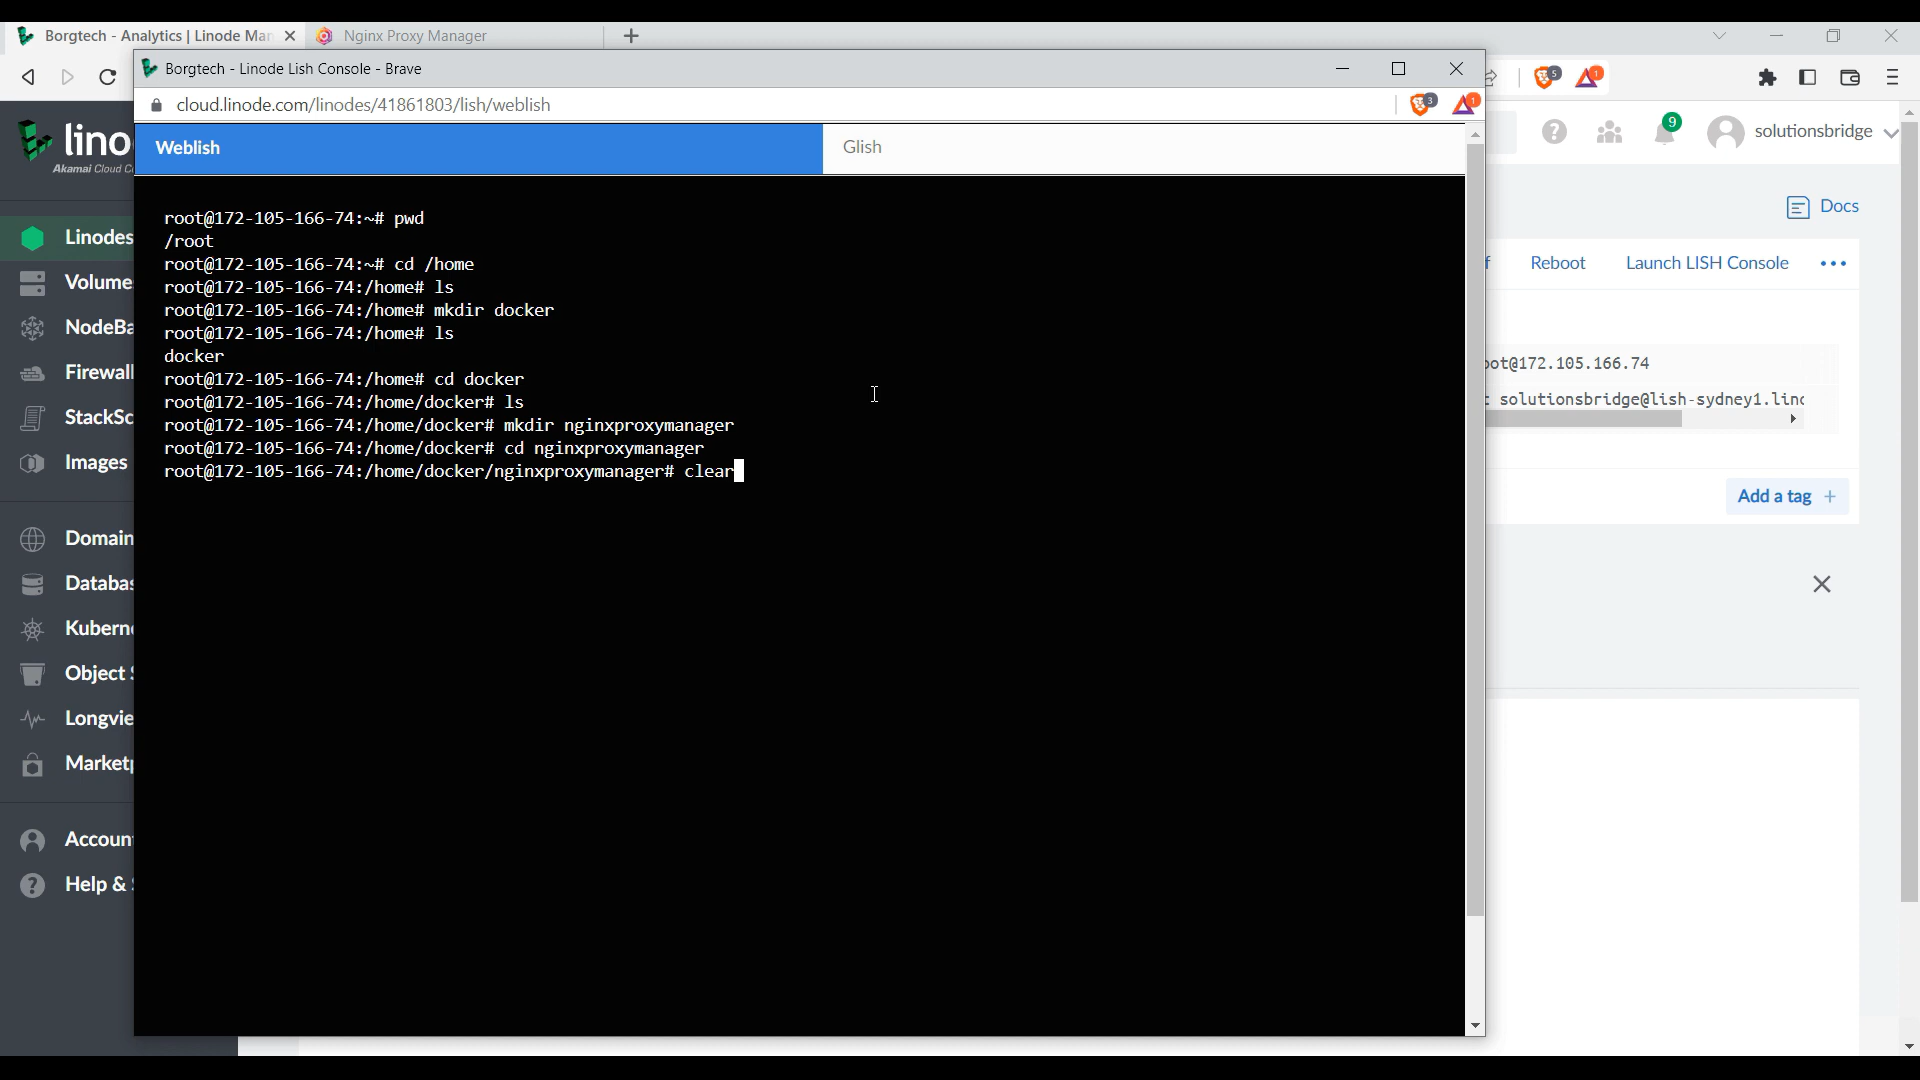 Borgtech - Analytics | Linode Man
Nginx Proxy Manager
Borgtech - Linode Lish Console - Brave
cloud.linode.com/linodes/41861803/lish/weblish
3
1
5
1
lino
Akamai Cloud C
9
solutionsbridge
Weblish
Glish
Docs
Linodes
Volume
NodeBa
Firewall
StackSc
Images
Domain
Databas
Kuberne
Object S
Longvie
Marketp
Accoun
Help & S
root@172-105-166-74:~# pwd
/root
root@172-105-166-74:~# cd /home
root@172-105-166-74:/home# ls
root@172-105-166-74:/home# mkdir docker
root@172-105-166-74:/home# ls
docker
root@172-105-166-74:/home# cd docker
root@172-105-166-74:/home/docker# ls
root@172-105-166-74:/home/docker# mkdir nginxproxymanager
root@172-105-166-74:/home/docker# cd nginxproxymanager
root@172-105-166-74:/home/docker/nginxproxymanager# clear
f
Reboot
Launch LISH Console
oot@172.105.166.74
: solutionsbridge@lish-sydney1.lino
Add a tag +